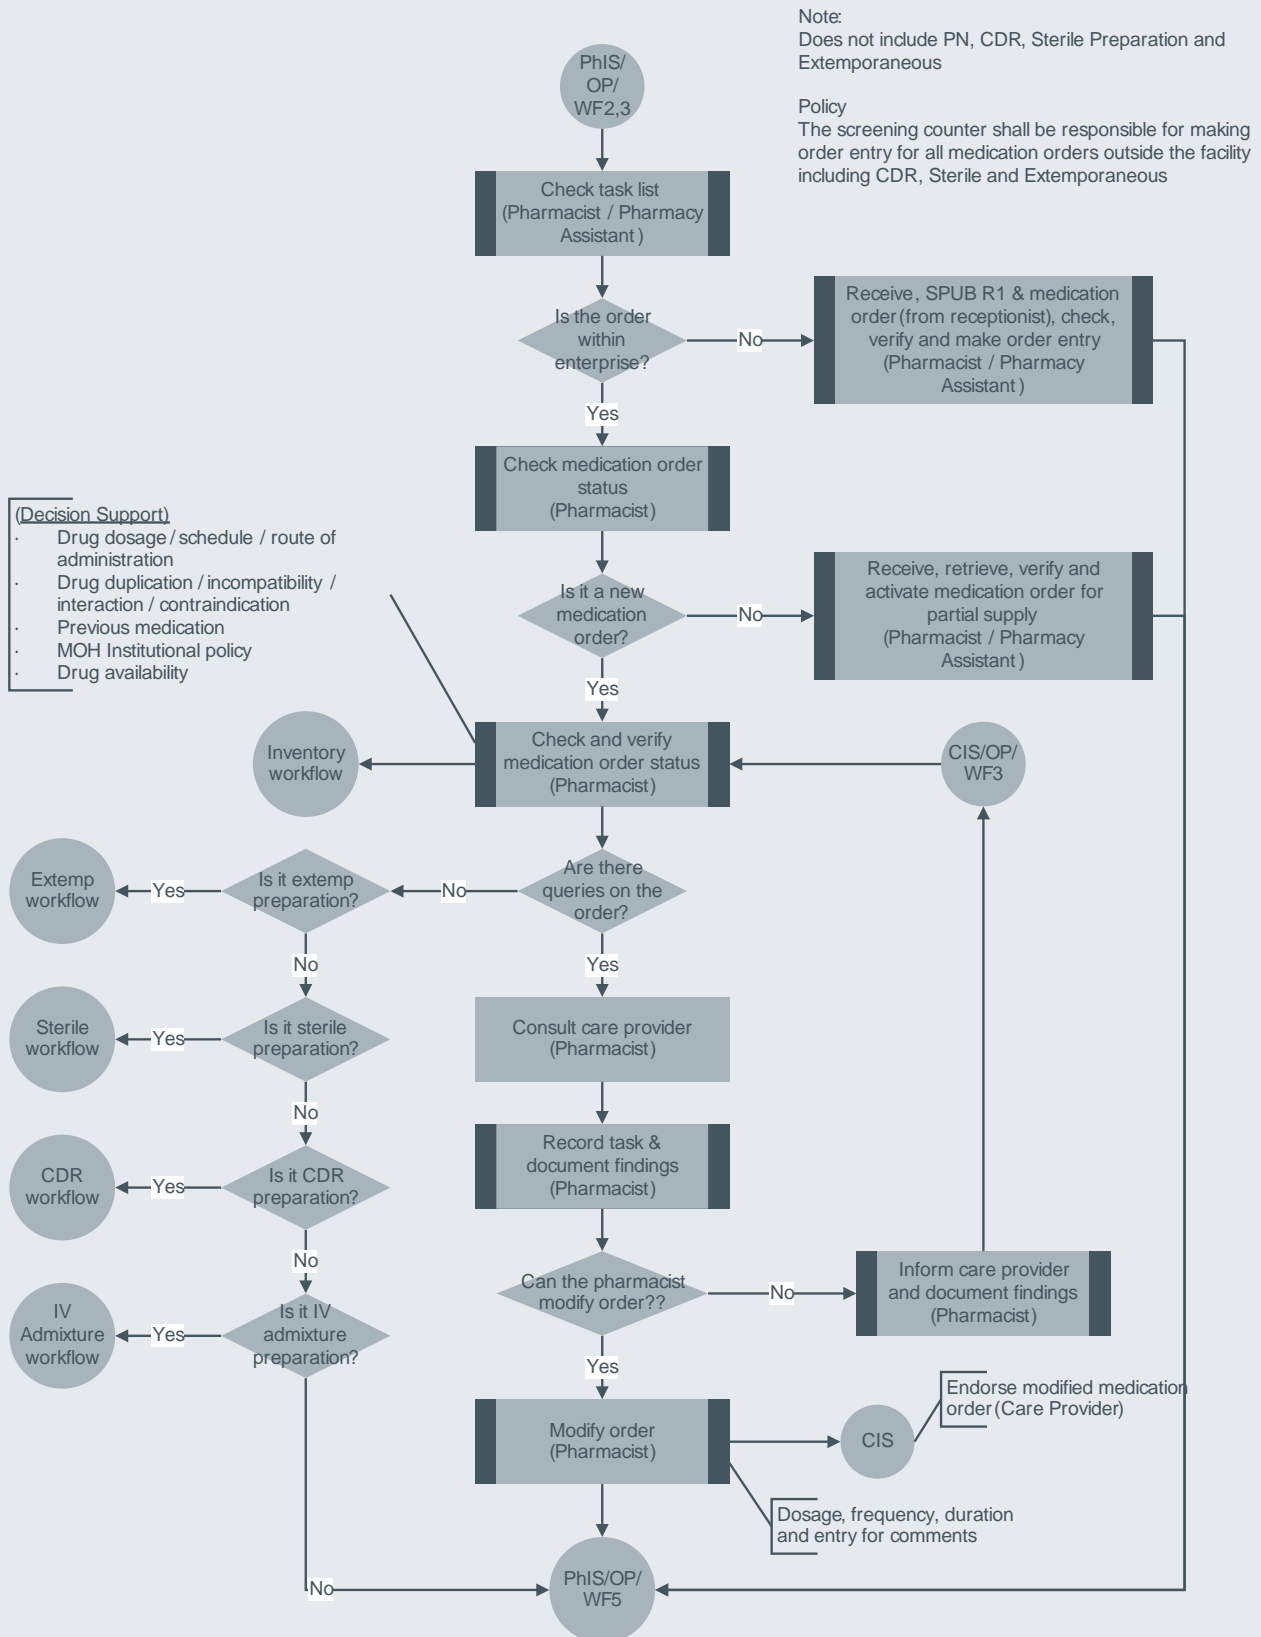 Note:
Does not include PN, CDR, Sterile Preparation and
Extemporaneous
Policy
The screening counter shall be responsible for making
order entry for all medication orders outside the facility
including CDR, Sterile and Extemporaneous
PhIS/
OP/
WF2,3
Check task list
(Pharmacist / Pharmacy
Assistant)
Is the order
within
enterprise?
No
Receive, SPUB R1 & medication
order (from receptionist), check,
verify and make order entry
(Pharmacist / Pharmacy
Assistant)
Yes
Check medication order
status
(Pharmacist)
(Decision Support)
· Drug dosage / schedule / route of
administration
· Drug duplication / incompatibility /
interaction / contraindication
· Previous medication
· MOH Institutional policy
· Drug availability
Is it a new
medication
order?
No
Receive, retrieve, verify and
activate medication order for
partial supply
(Pharmacist / Pharmacy
Assistant)
Yes
Inventory
workflow
Check and verify
medication order status
(Pharmacist)
CIS/OP/
WF3
Extemp
workflow
Yes
Is it extemp
preparation?
No
Are there
queries on the
order?
No
Yes
Sterile
workflow
Yes
Is it sterile
preparation?
Consult care provider
(Pharmacist)
No
Record task &
document findings
(Pharmacist)
CDR
workflow
Yes
Is it CDR
preparation?
No
Can the pharmacist
modify order??
No
Inform care provider
and document findings
(Pharmacist)
IV
Admixture
workflow
Yes
Is it IV
admixture
preparation?
Yes
Modify order
(Pharmacist)
CIS
Endorse modified medication
order (Care Provider)
Dosage, frequency, duration
and entry for comments
No
PhIS/OP/
WF5